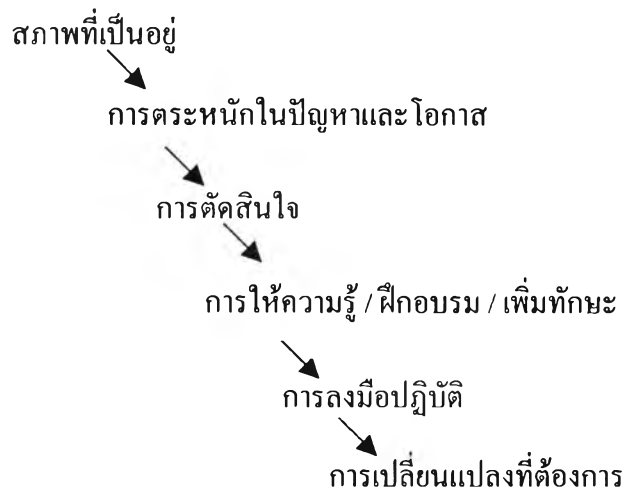 สภาพที่เป็นอยู่
การตระหนักในปัญหาและโอกาส
การตัดสินใจ
การให้ความรู้ / ฝึกอบรม / เพิ่มทักษะ
การลงมือปฏิบัติ
การเปลี่ยนแปลงที่ต้องการ